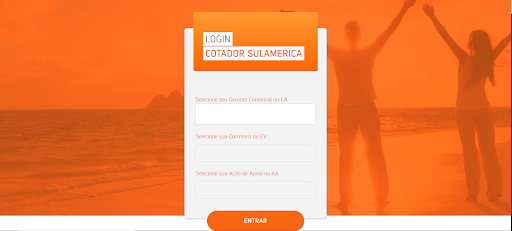 LOGIN
COTADOR SULAMERICA
Selecione seu Gerente Comercial ou EA
Selecione sua Corretora ou EV
Selecione sua Ação de Apoio ou AA
ENTRAR